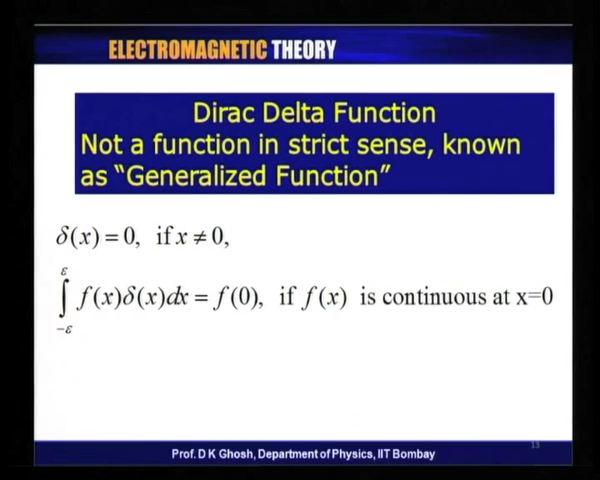 ELECTROMAGNETIC THEORY
Dirac Delta Function
Not a function in strict sense, known
as “Generalized Function”
δ(x) = 0, if x ≠ 0,
∫_{-ε}^{ε} f(x)δ(x)dx = f(0), if f(x) is continuous at x=0
13
Prof. D K Ghosh, Department of Physics, IIT Bombay